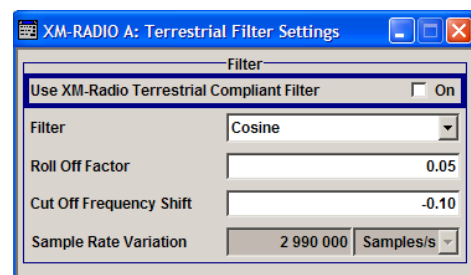 XM-RADIO A: Terrestrial Filter Settings
Filter
Use XM-Radio Terrestrial Compliant Filter On
Filter Cosine
Roll Off Factor 0.05
Cut Off Frequency Shift -0.10
Sample Rate Variation 2 990 000 Samples/s